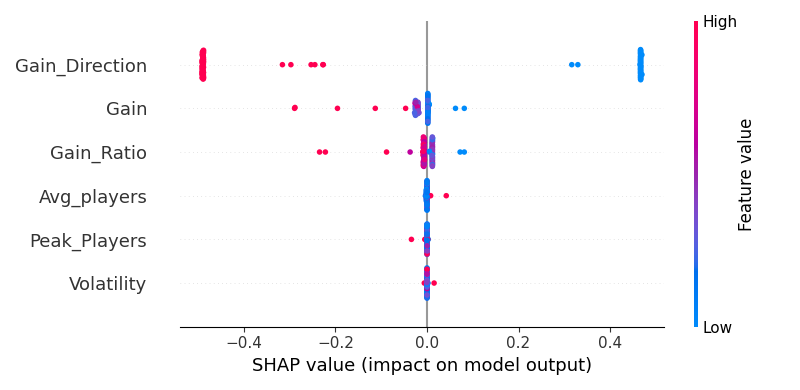 High
Gain_Direction
Gain
Gain_Ratio
Avg_players
Peak_Players
Volatility
Feature value
Low
−0.4 −0.2 0.0 0.2 0.4
SHAP value (impact on model output)